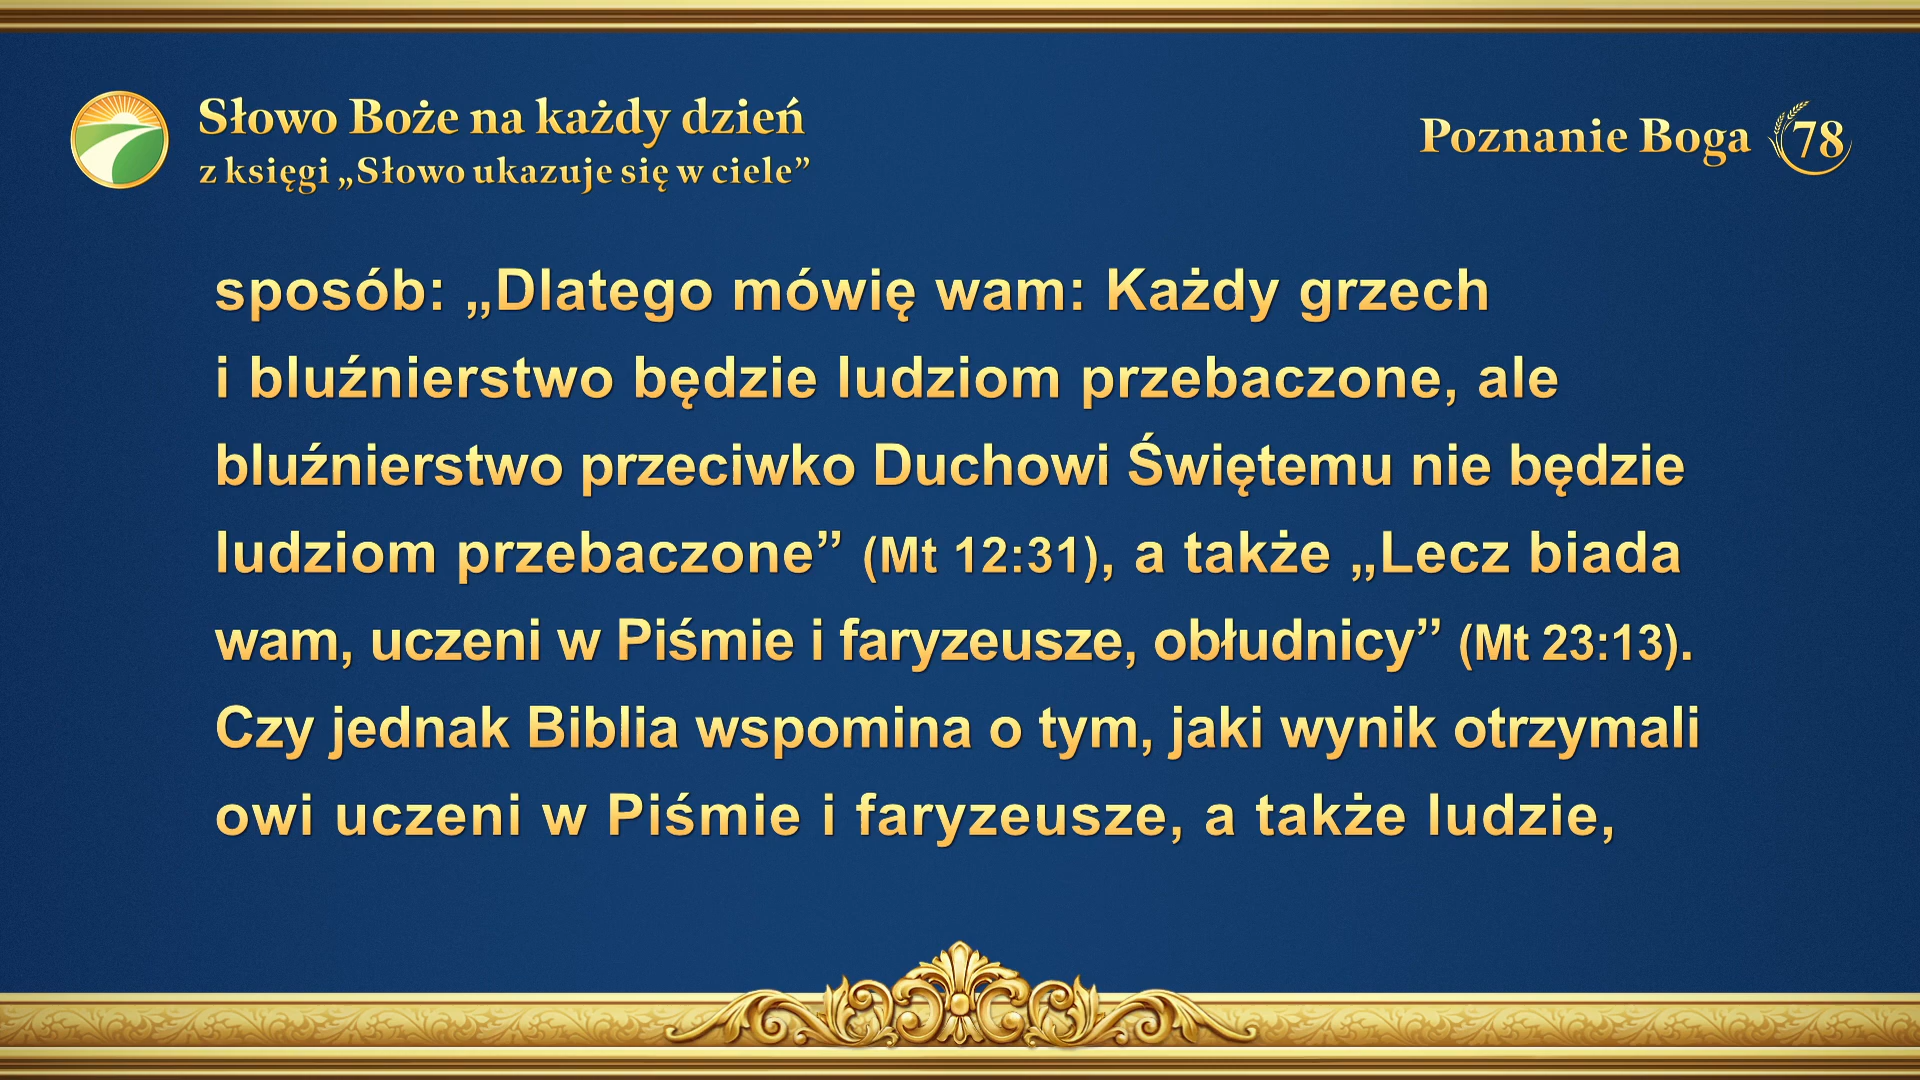 Słowo Boże na każdy dzień
z księgi „Słowo ukazuje się w ciele”
Poznanie Boga 78
sposób: „Dlatego mówię wam: Każdy grzech
i bluźnierstwo będzie ludziom przebaczone, ale
bluźnierstwo przeciwko Duchowi Świętemu nie będzie
ludziom przebaczone” (Mt 12:31), a także „Lecz biada
wam, uczeni w Piśmie i faryzeusze, obłudnicy” (Mt 23:13).
Czy jednak Biblia wspomina o tym, jaki wynik otrzymali
owi uczeni w Piśmie i faryzeusze, a także ludzie,